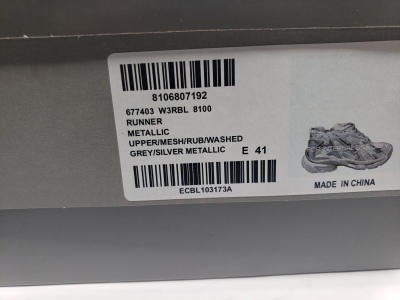 8106807192
677403 W3RBL 8100
RUNNER
METALLIC
UPPER/MESH/RUB/WASHED
GREY/SILVER METALLIC E 41
ECBL103173A
MADE IN CHINA